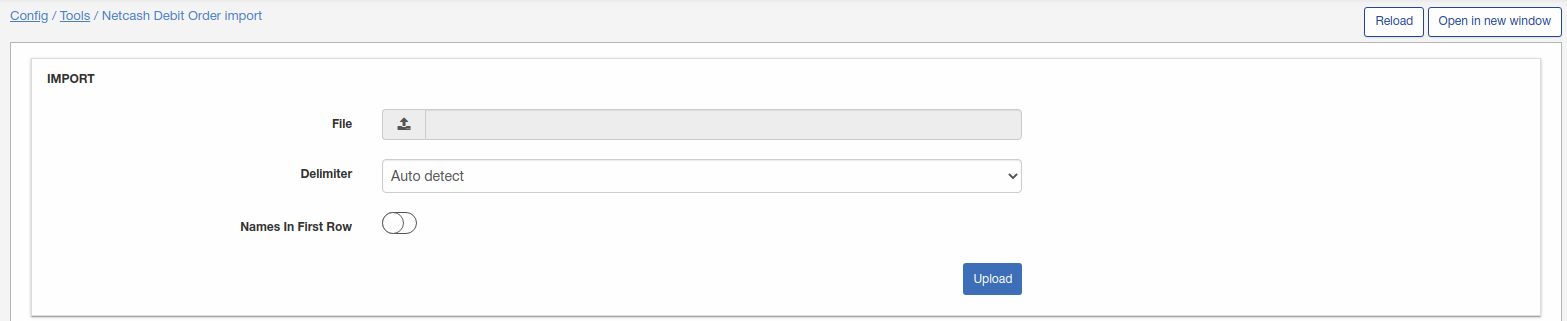 Config / Tools / Netcash Debit Order import
Reload
Open in new window
IMPORT
File
Delimiter
Auto detect
Names In First Row
Upload